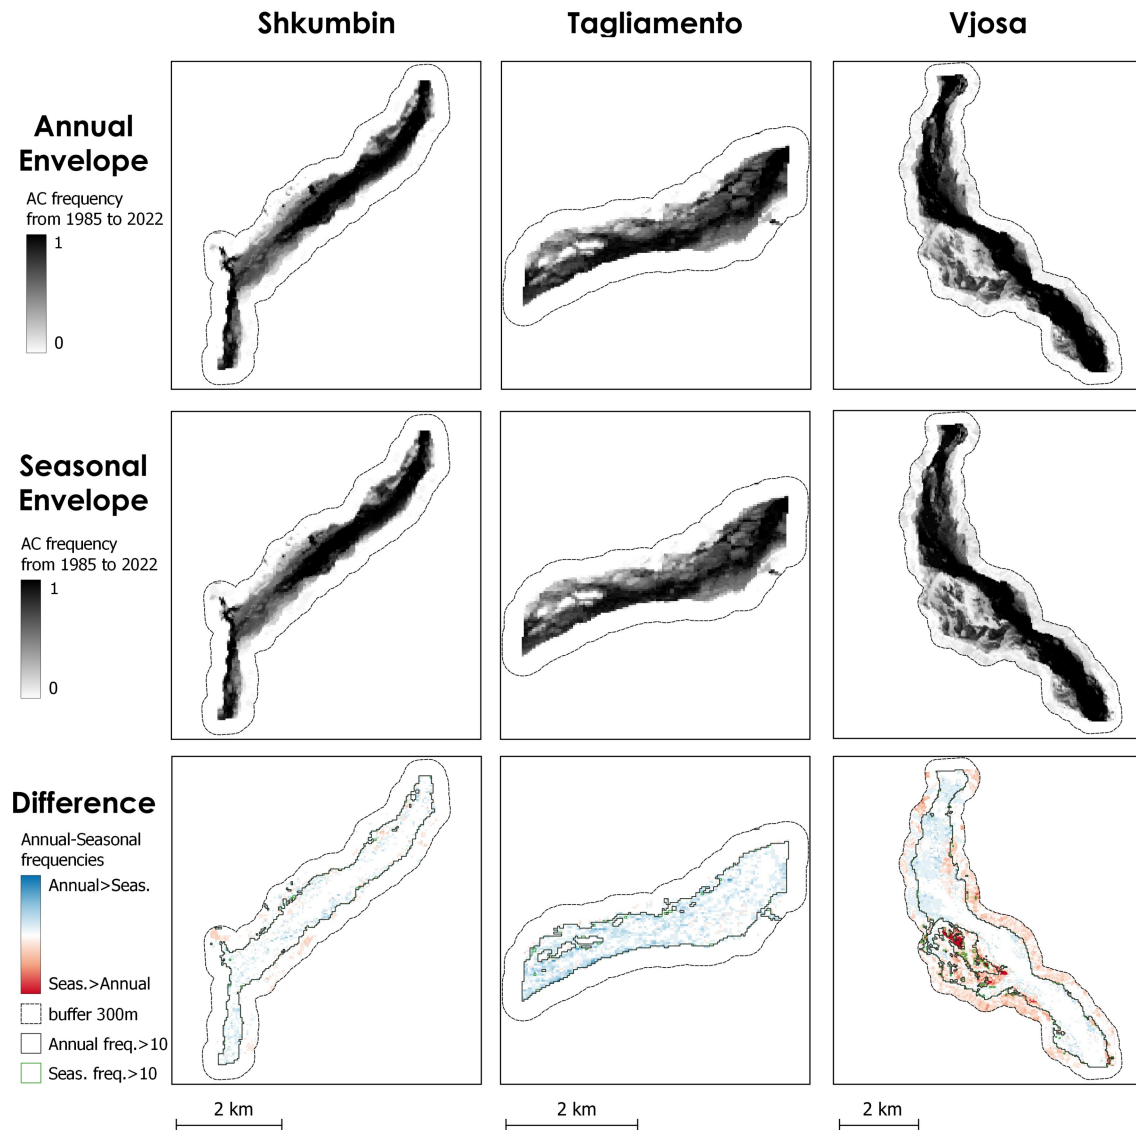 Shkumbin
Tagliamento
Vjosa
Annual
Envelope
AC frequency
from 1985 to 2022
1
0
Seasonal
Envelope
AC frequency
from 1985 to 2022
1
0
Difference
Annual-Seasonal
frequencies
Annual>Seas.
Seas.>Annual
buffer 300m
Annual freq.>10
Seas. freq.>10
2 km
2 km
2 km